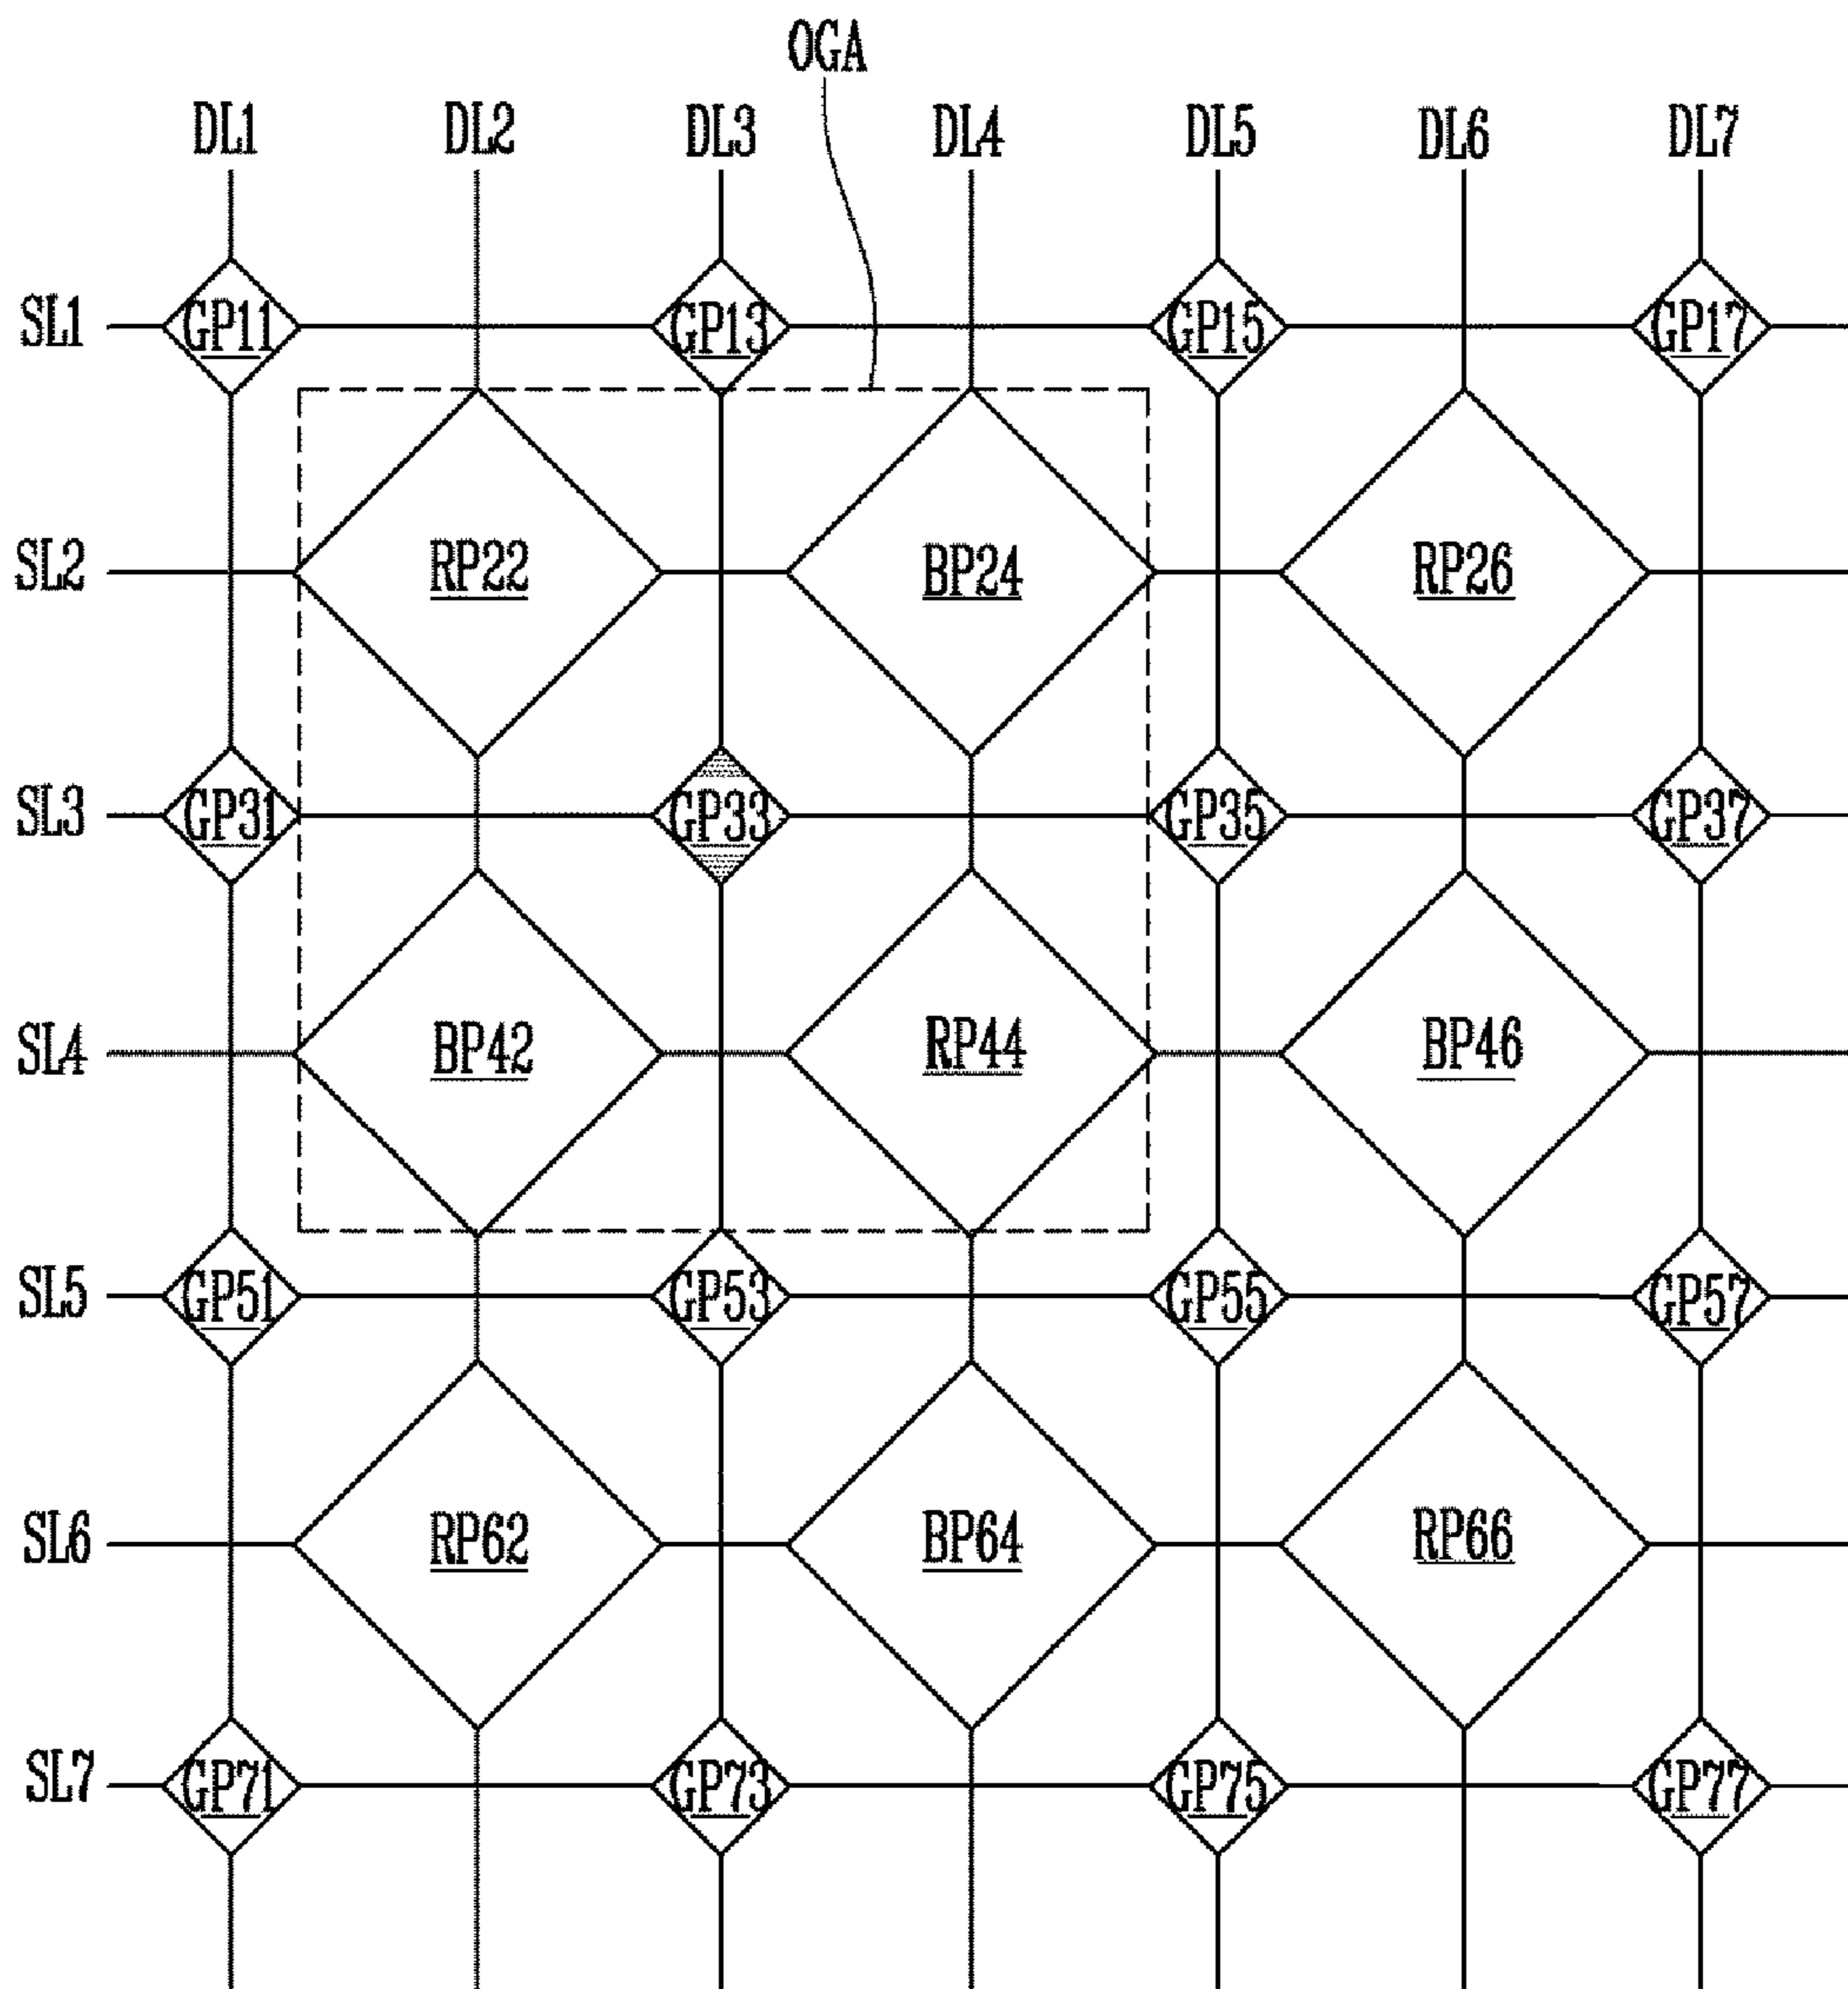 OGA
DL1 DL2 DL3 DL4 DL5 DL6 DL7
SL1 GP11 GP13 GP15 GP17
SL2 RP22 BP24 RP26
SL3 GP31 GP33 GP35 GP37
SL4 BP42 RP44 BP46
SL5 GP51 GP53 GP55 GP57
SL6 RP62 BP64 RP66
SL7 GP71 GP73 GP75 GP77